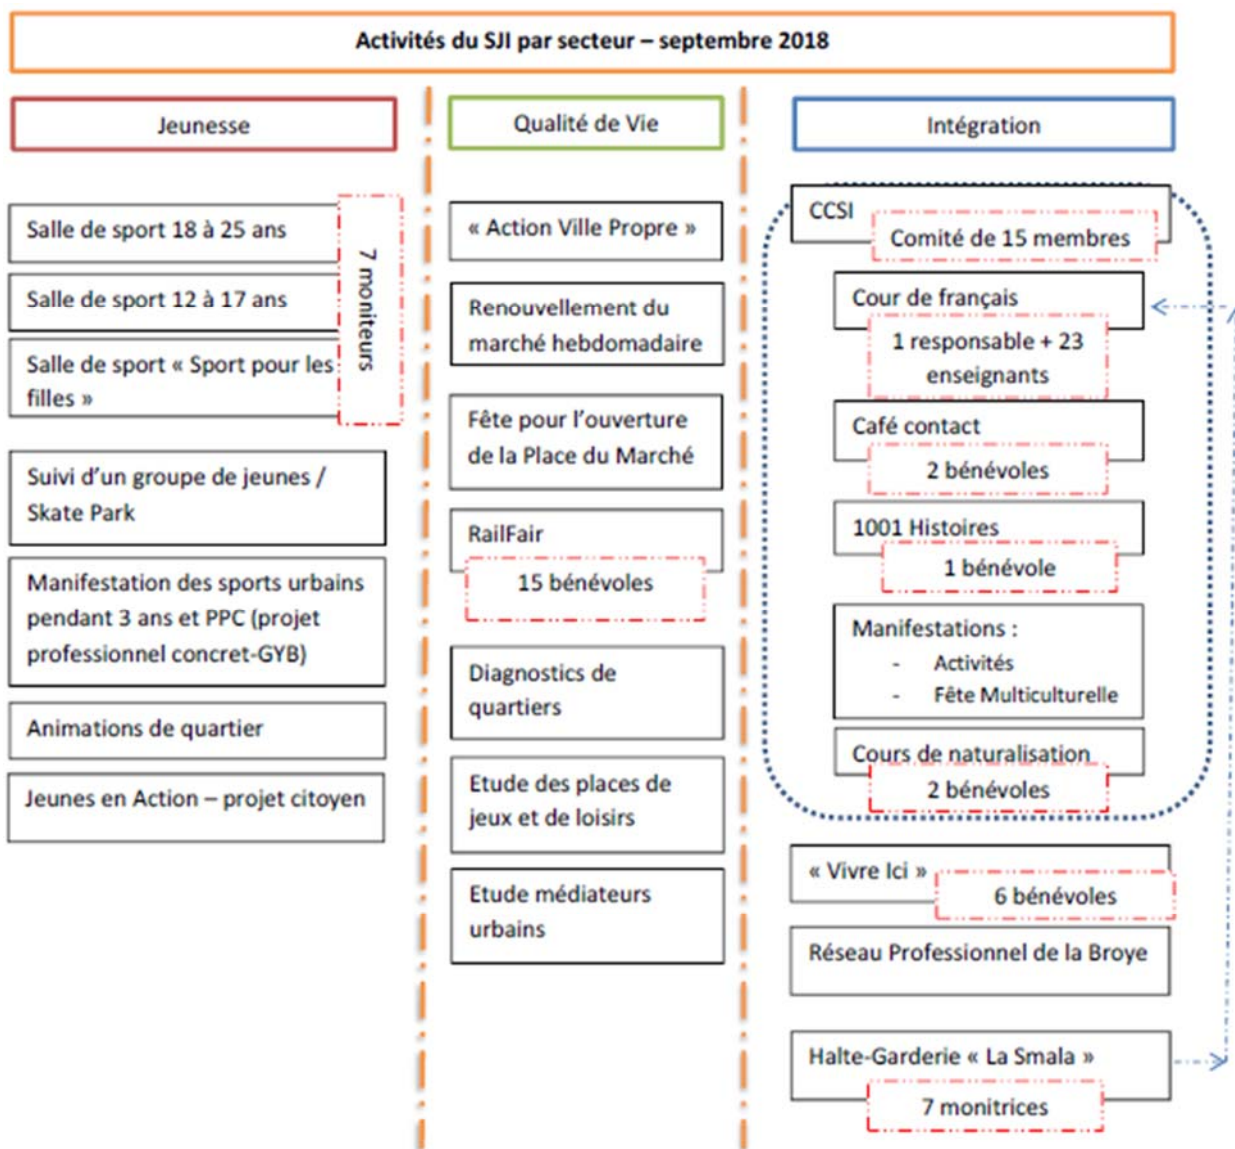 Activités du SJI par secteur – septembre 2018
Jeunesse
Salle de sport 18 à 25 ans
Salle de sport 12 à 17 ans
Salle de sport « Sport pour les
filles »
7 moniteurs
Suivi d’un groupe de jeunes /
Skate Park
Manifestation des sports urbains
pendant 3 ans et PPC (projet
professionnel concret-GYB)
Animations de quartier
Jeunes en Action – projet citoyen
Qualité de Vie
« Action Ville Propre »
Renouvellement du
marché hebdomadaire
Fête pour l’ouverture
de la Place du Marché
RailFair
15 bénévoles
Diagnostics de
quartiers
Etude des places de
jeux et de loisirs
Etude médiateurs
urbains
Intégration
CCSI
Comité de 15 membres
Cour de français
1 responsable + 23
enseignants
Café contact
2 bénévoles
1001 Histoires
1 bénévole
Manifestations :
- Activités
- Fête Multiculturelle
Cours de naturalisation
2 bénévoles
« Vivre Ici »
6 bénévoles
Réseau Professionnel de la Broye
Halte-Garderie « La Smala »
7 monitrices